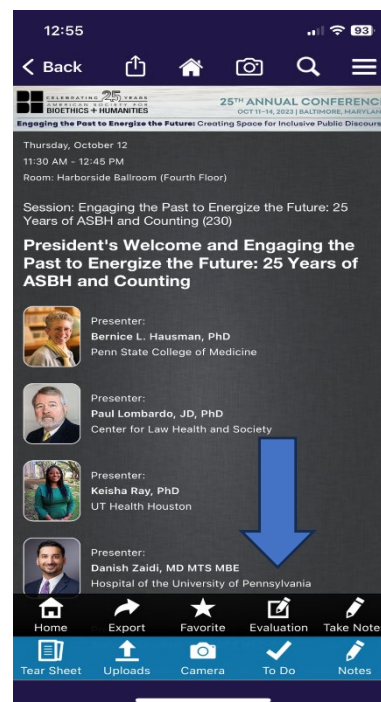 12:55
93
Back
CELEBRATING 25 YEARS
AMERICAN SOCIETY FOR
BIOETHICS + HUMANITIES
25TH ANNUAL CONFERENC
OCT 11-14, 2023 | BALTIMORE, MARYLAN
Engaging the Past to Energize the Future: Creating Space for Inclusive Public Discours
Thursday, October 12
11:30 AM - 12:45 PM
Room: Harborside Ballroom (Fourth Floor)
Session: Engaging the Past to Energize the Future: 25
Years of ASBH and Counting (230)
President's Welcome and Engaging the
Past to Energize the Future: 25 Years of
ASBH and Counting
Presenter:
Bernice L. Hausman, PhD
Penn State College of Medicine
Presenter:
Paul Lombardo, JD, PhD
Center for Law Health and Society
Presenter:
Keisha Ray, PhD
UT Health Houston
Presenter:
Danish Zaidi, MD MTS MBE
Hospital of the University of Pennsylvania
Home Export Favorite Evaluation Take Note
Tear Sheet Uploads Camera To Do Notes